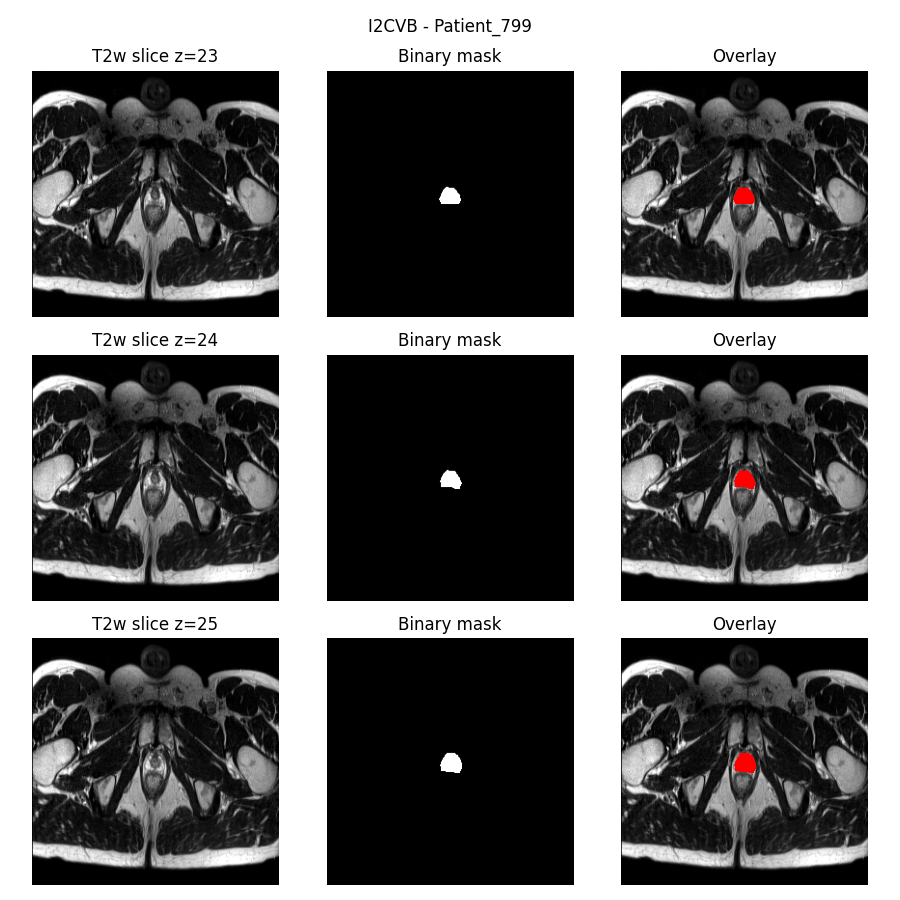 I2CVB - Patient_799
T2w slice z=23
Binary mask
Overlay
T2w slice z=24
Binary mask
Overlay
T2w slice z=25
Binary mask
Overlay